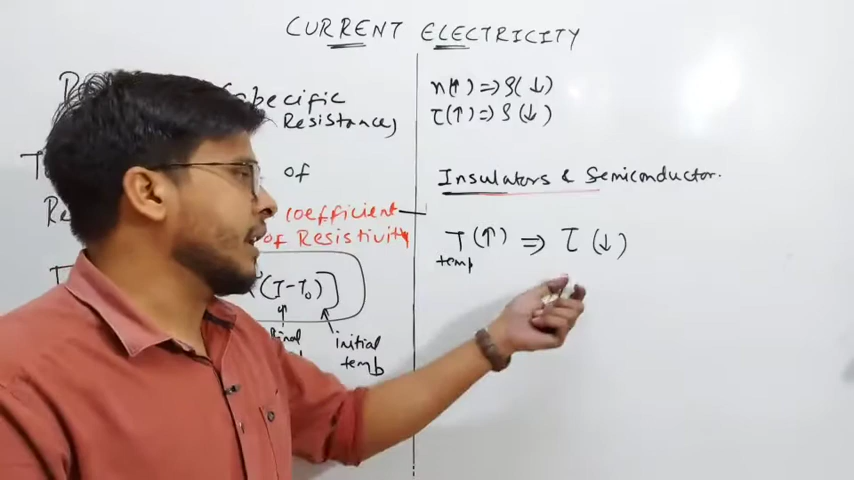 CURRENT ELECTRICITY
Specific
Resistance)
of
coefficient
of Resistivity
(T-T₀)]
initial
temp
n(↑) => ρ(↓)
τ(↑) => ρ(↓)
Insulators & Semiconductor.
T(↑) => τ(↓)
temp